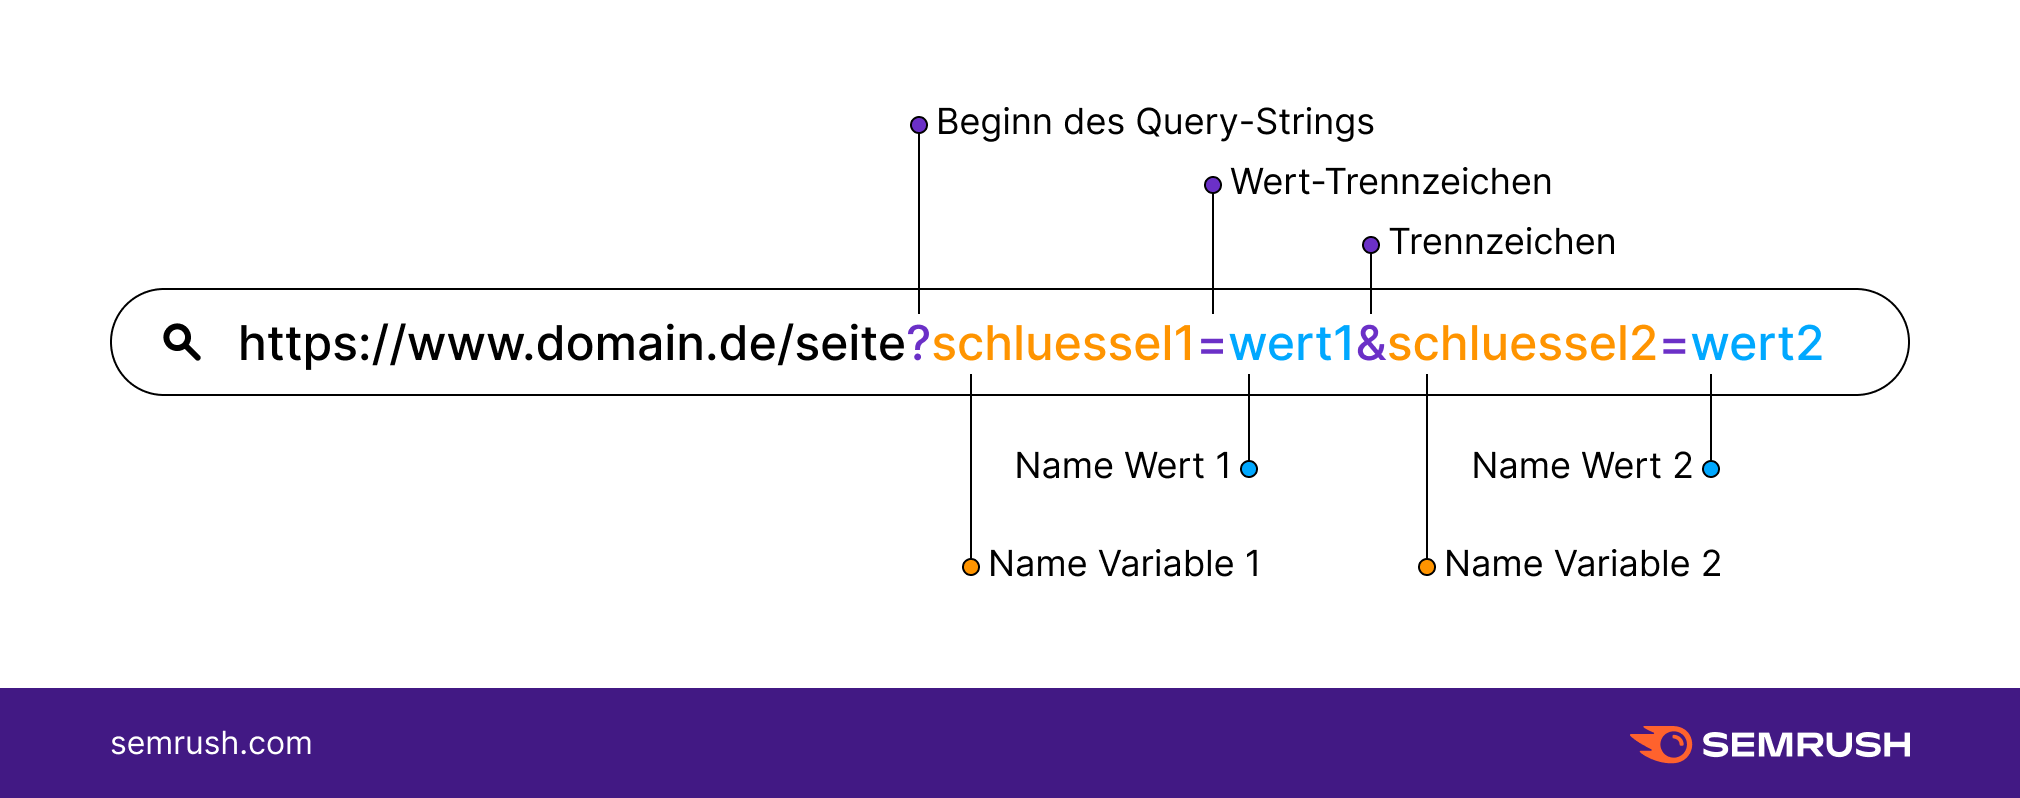 Beginn des Query-Strings
Wert-Trennzeichen
Trennzeichen
https://www.domain.de/seite?schluessel1=wert1&schluessel2=wert2
Name Wert 1
Name Wert 2
Name Variable 1
Name Variable 2
semrush.com
SEMRUSH